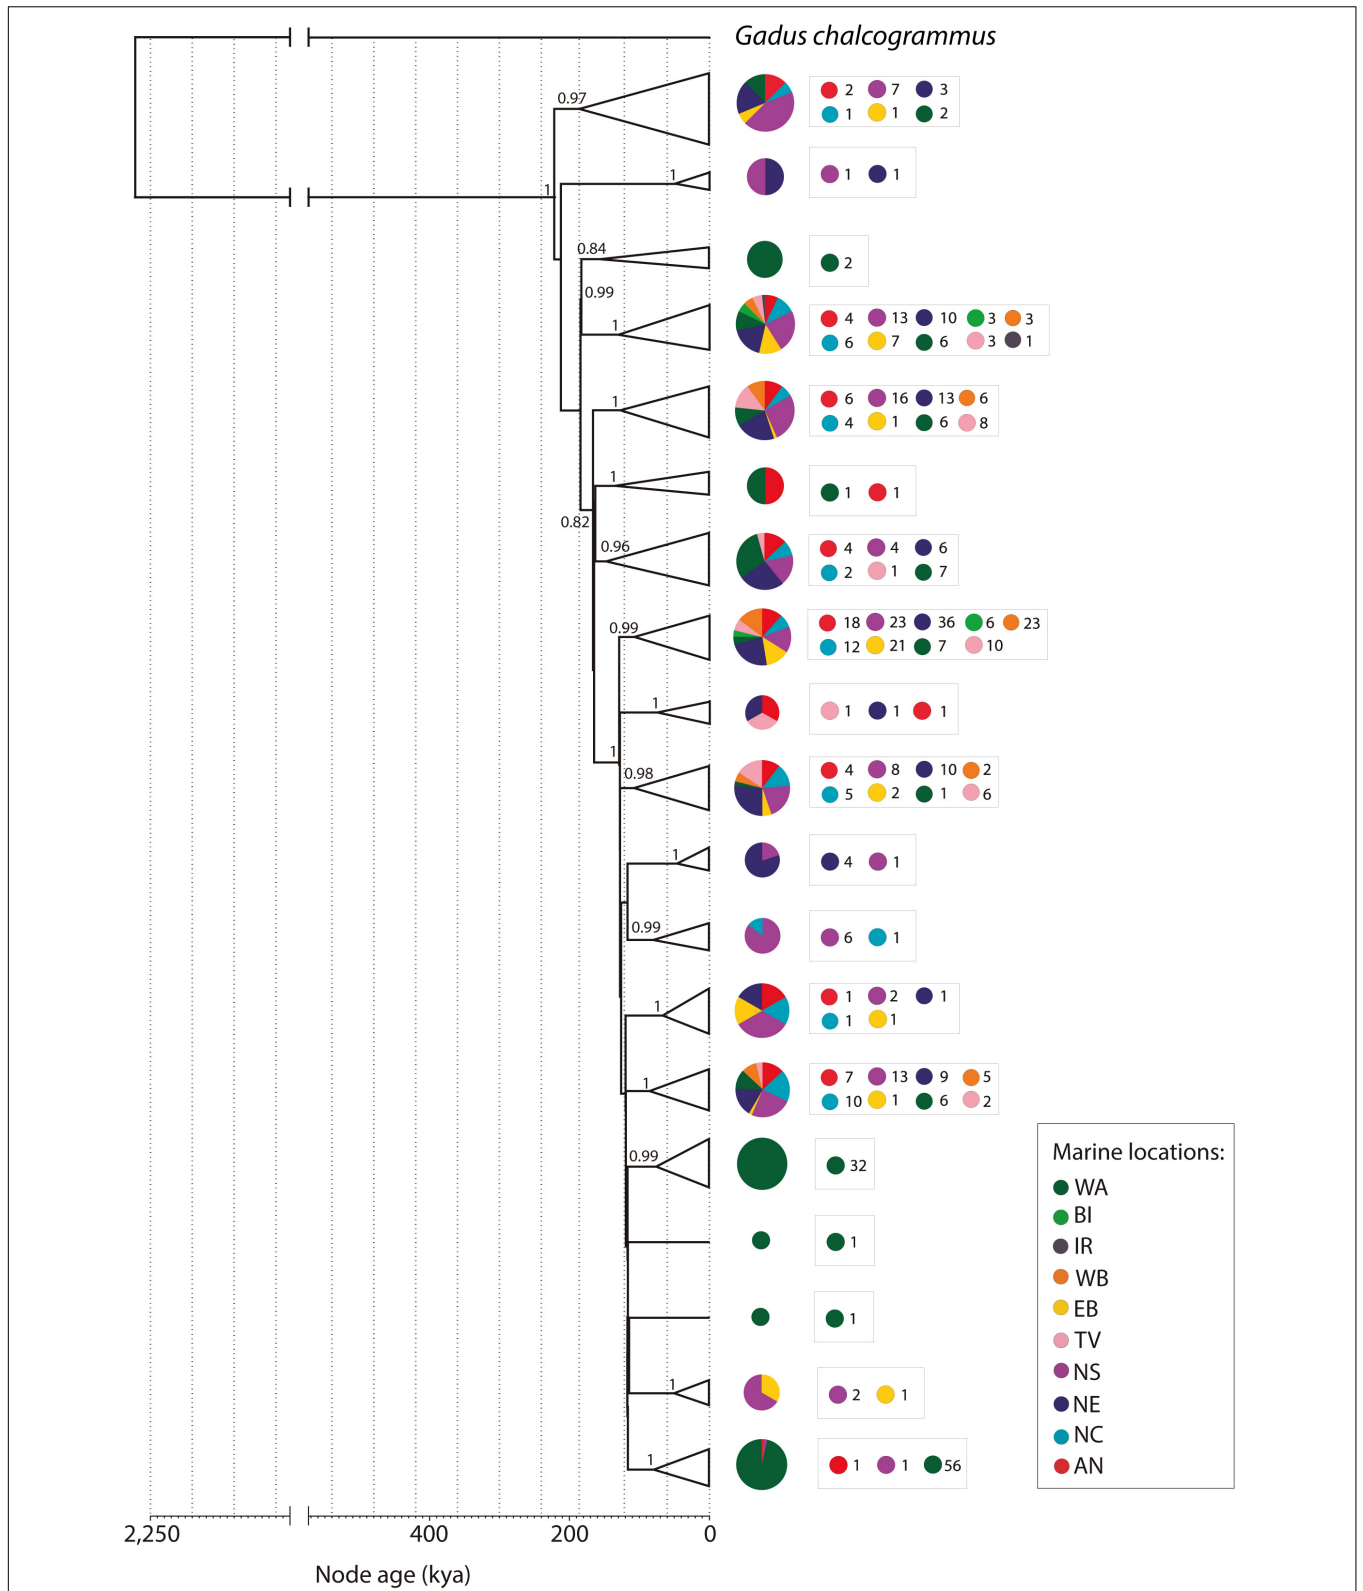 Gadus chalcogrammus
0.97
2 7 3
1 1 2
1
1
1 1
0.84
2
0.99
1
4 13 10 3 3
6 7 6 3 1
1
6 16 13 6
4 1 6 8
1
1 1
0.82
0.96
4 4 6
2 1 7
0.99
18 23 36 6 23
12 21 7 10
1
1 1 1
1
0.98
4 8 10 2
5 2 1 6
1
4 1
0.99
6 1
1
1 2 1
1 1
1
7 13 9 5
10 1 6 2
0.99
32
1
1
1
2 1
1
1 1 56
Marine locations:
WA
BI
IR
WB
EB
TV
NS
NE
NC
AN
2,250 400 200 0
Node age (kya)